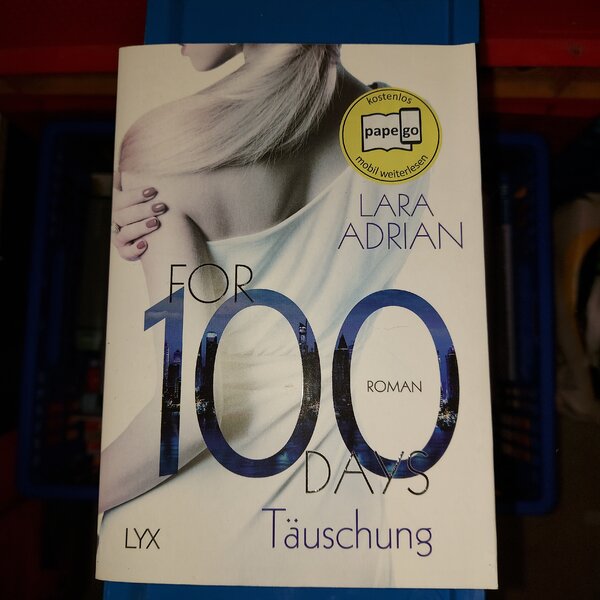 kostenlos
papego
mobil weiterlesen
LARA
ADRIAN
FOR
100
ROMAN
DAYS
Täuschung
LYX